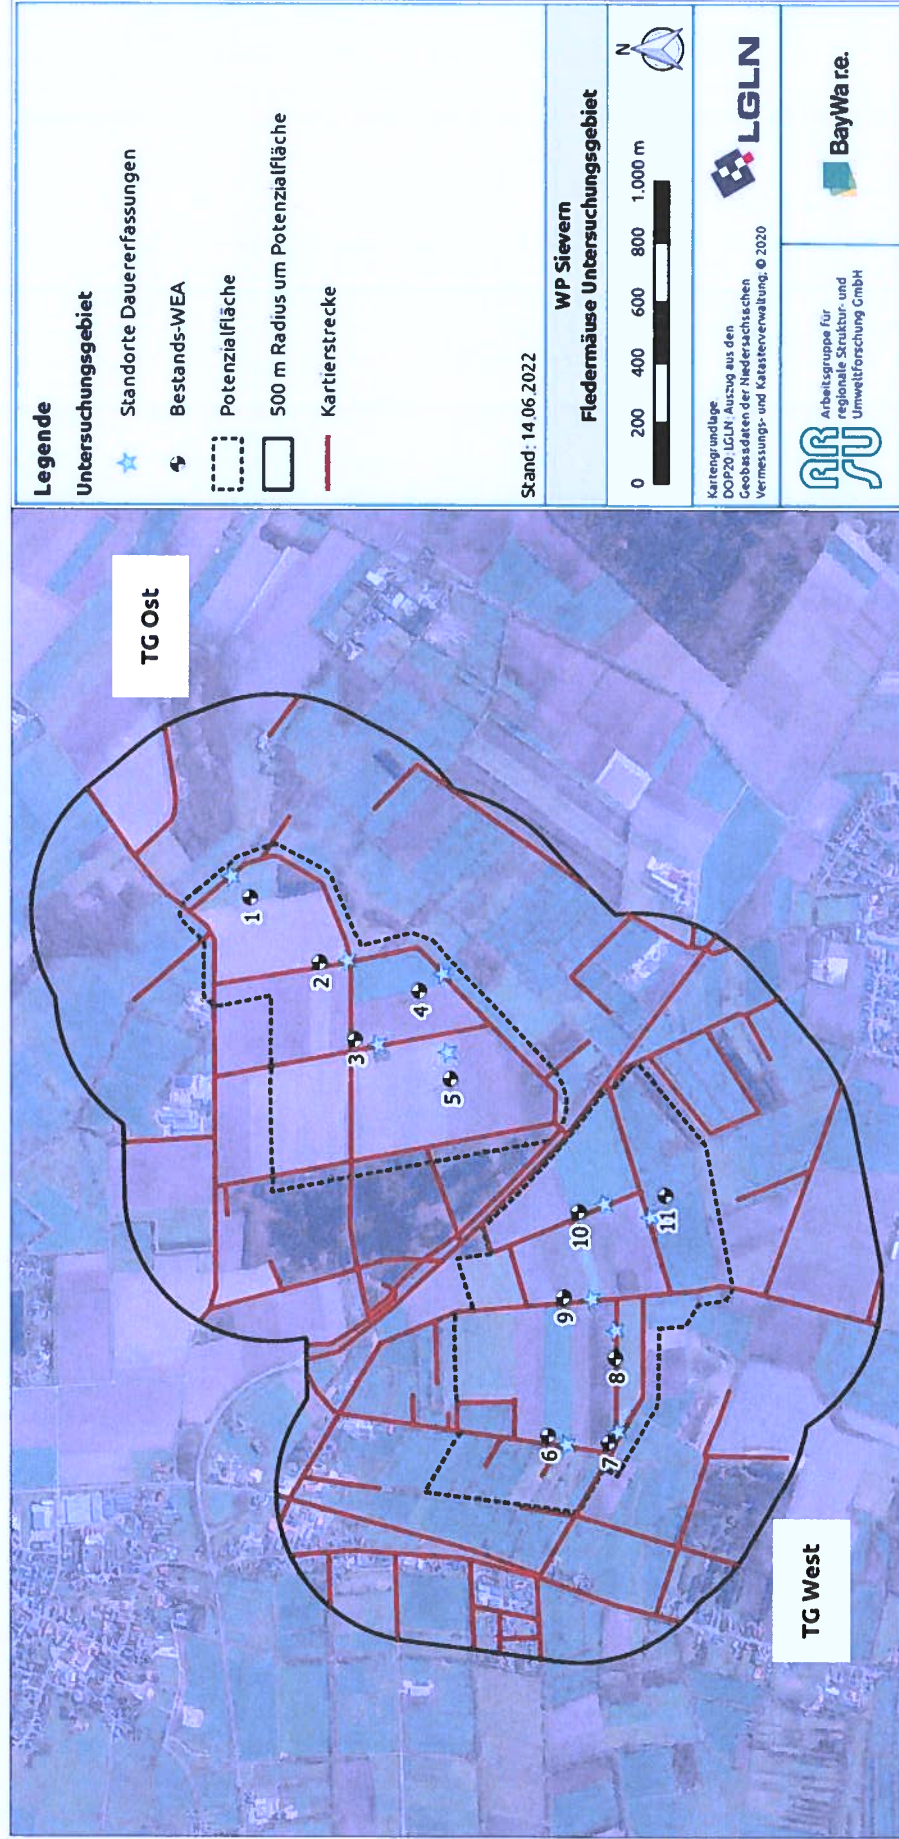 TG Ost
1
2
3
4
5
6
7
8
9
10
11
TG West
Legende
Untersuchungsgebiet
Standorte Dauererfassungen
Bestands-WEA
Potenzialfläche
500 m Radius um Potenzialfläche
Kartierstrecke
Stand: 14.06.2022
WP Sievern
Fledermäuse Untersuchungsgebiet
0 200 400 600 800 1.000 m
N
Kartengrundlage:
DOP20; LGLN: Auszug aus den
Geobasisdaten der Niedersächsischen
Vermessungs- und Katasterverwaltung; © 2020
LGLN
ARSU
Arbeitsgruppe für
regionale Struktur- und
Umweltforschung GmbH
BayWa r.e.